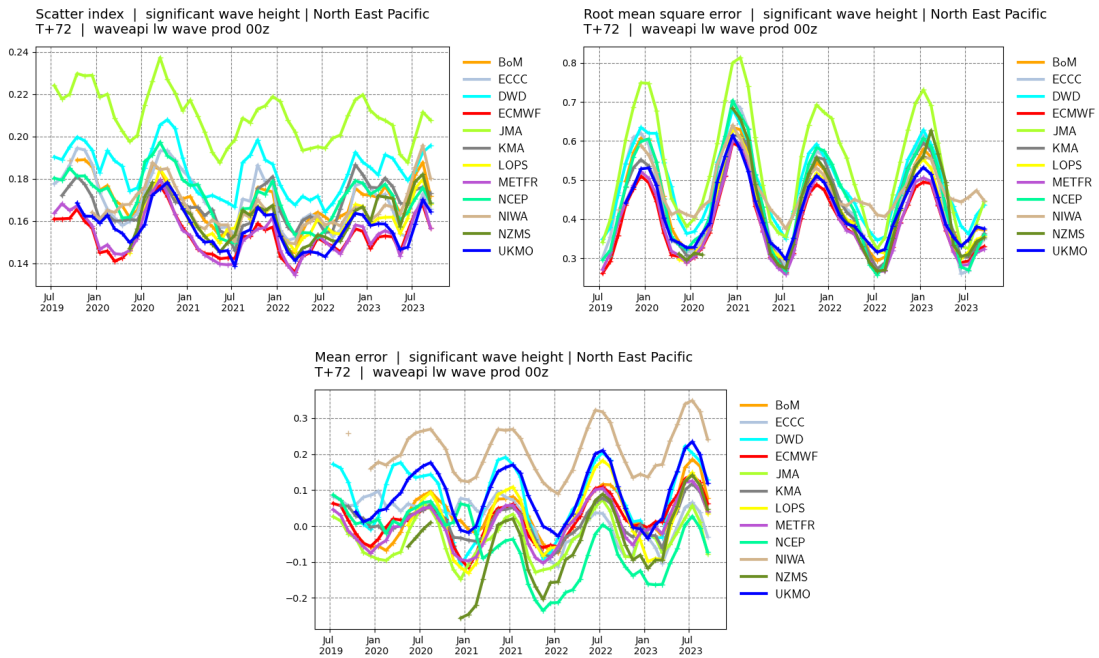 Scatter index | significant wave height | North East Pacific
T+72 | waveapi lw wave prod 00z
0.24
0.22
0.20
0.18
0.16
0.14
Jul 2019
Jan 2020
Jul 2020
Jan 2021
Jul 2021
Jan 2022
Jul 2022
Jan 2023
Jul 2023
BoM
ECCC
DWD
ECMWF
JMA
KMA
LOPS
METFR
NCEP
NIWA
NZMS
UKMO
Root mean square error | significant wave height | North East Pacific
T+72 | waveapi lw wave prod 00z
0.8
0.7
0.6
0.5
0.4
0.3
Jul 2019
Jan 2020
Jul 2020
Jan 2021
Jul 2021
Jan 2022
Jul 2022
Jan 2023
Jul 2023
BoM
ECCC
DWD
ECMWF
JMA
KMA
LOPS
METFR
NCEP
NIWA
NZMS
UKMO
Mean error | significant wave height | North East Pacific
T+72 | waveapi lw wave prod 00z
0.3
0.2
0.1
0.0
−0.1
−0.2
Jul 2019
Jan 2020
Jul 2020
Jan 2021
Jul 2021
Jan 2022
Jul 2022
Jan 2023
Jul 2023
BoM
ECCC
DWD
ECMWF
JMA
KMA
LOPS
METFR
NCEP
NIWA
NZMS
UKMO